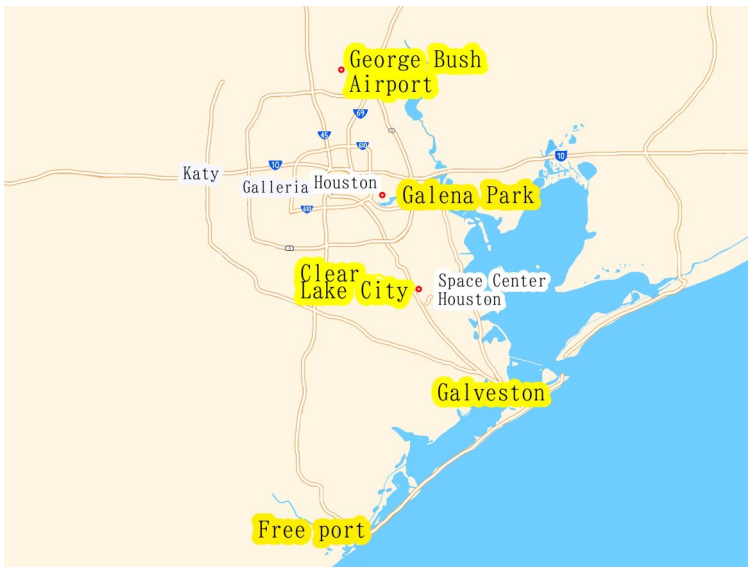 George Bush
Airport
69
45
610
10
10
Katy
Galleria
Houston
Galena Park
Clear
Lake City
Space Center
Houston
Galveston
Free port